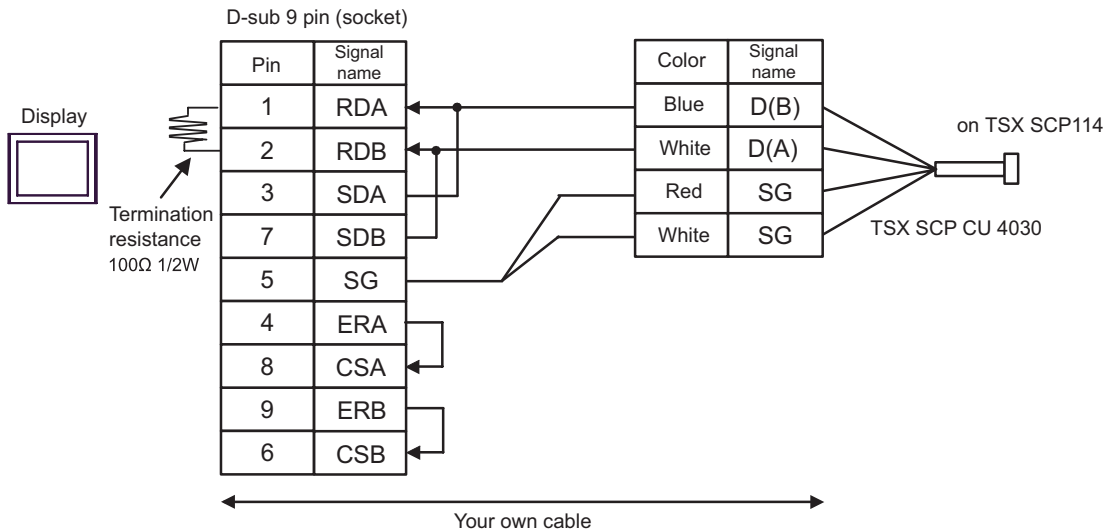 D-sub 9 pin (socket)
Display
Termination
resistance
100Ω 1/2W
Pin Signal name
1 RDA
2 RDB
3 SDA
7 SDB
5 SG
4 ERA
8 CSA
9 ERB
6 CSB
Color Signal name
Blue D(B)
White D(A)
Red SG
White SG
on TSX SCP114
TSX SCP CU 4030
Your own cable